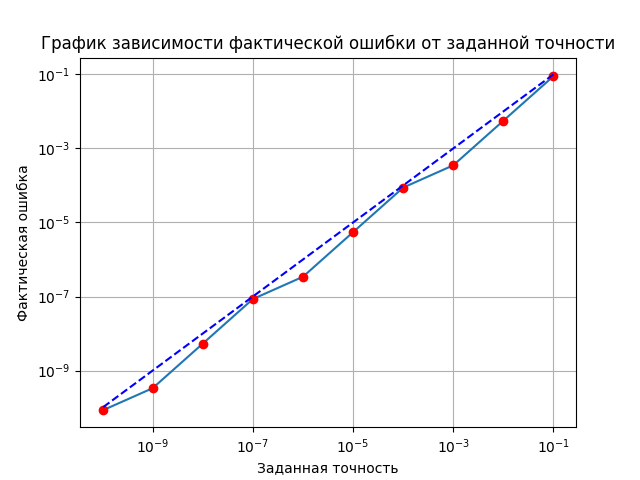 График зависимости фактической ошибки от заданной точности
10⁻¹
10⁻³
10⁻⁵
10⁻⁷
10⁻⁹
Фактическая ошибка
10⁻⁹ 10⁻⁷ 10⁻⁵ 10⁻³ 10⁻¹
Заданная точность